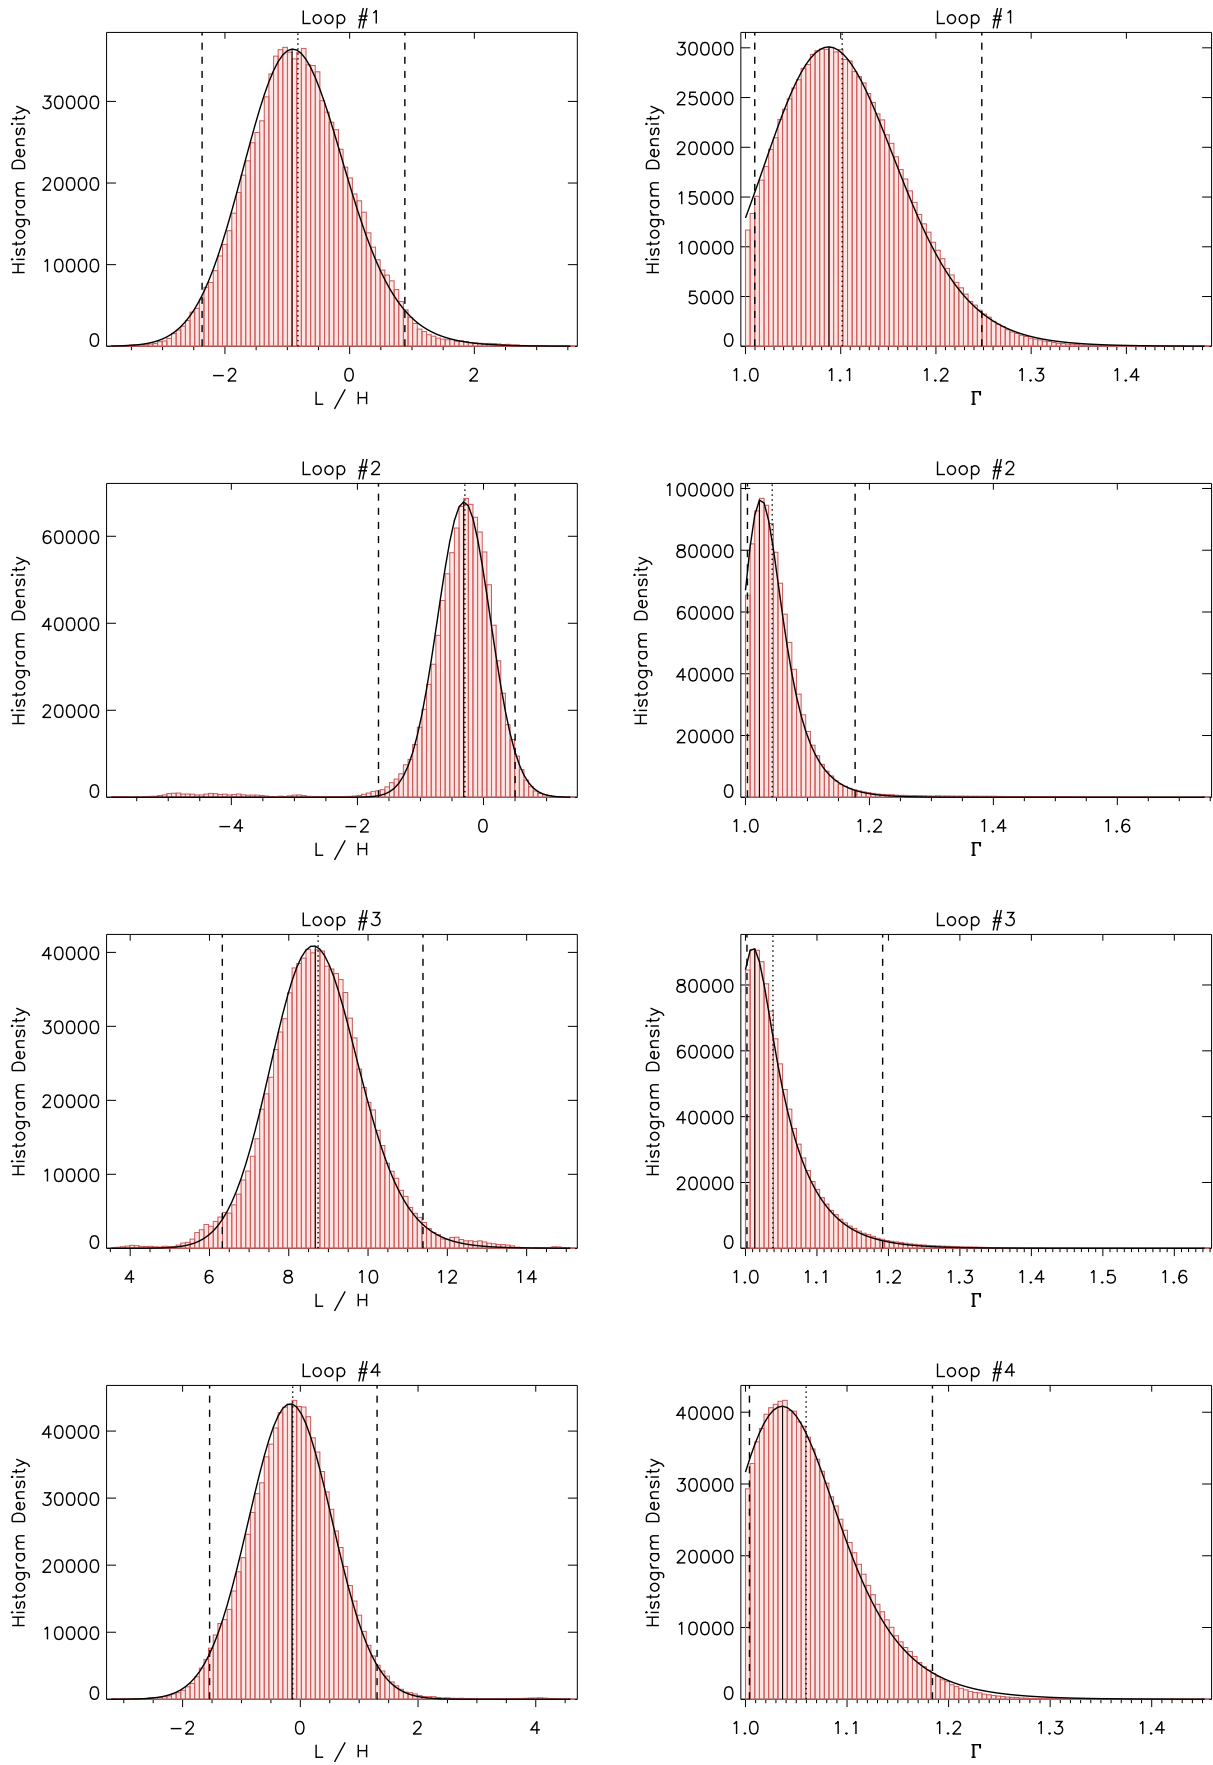 Loop #1
Histogram Density
30000
20000
10000
0
−2 0 2
L / H
Loop #1
Histogram Density
30000
25000
20000
15000
10000
5000
0
1.0 1.1 1.2 1.3 1.4
Γ
Loop #2
Histogram Density
60000
40000
20000
0
−4 −2 0
L / H
Loop #2
Histogram Density
100000
80000
60000
40000
20000
0
1.0 1.2 1.4 1.6
Γ
Loop #3
Histogram Density
40000
30000
20000
10000
0
4 6 8 10 12 14
L / H
Loop #3
Histogram Density
80000
60000
40000
20000
0
1.0 1.1 1.2 1.3 1.4 1.5 1.6
Γ
Loop #4
Histogram Density
40000
30000
20000
10000
0
−2 0 2 4
L / H
Loop #4
Histogram Density
40000
30000
20000
10000
0
1.0 1.1 1.2 1.3 1.4
Γ